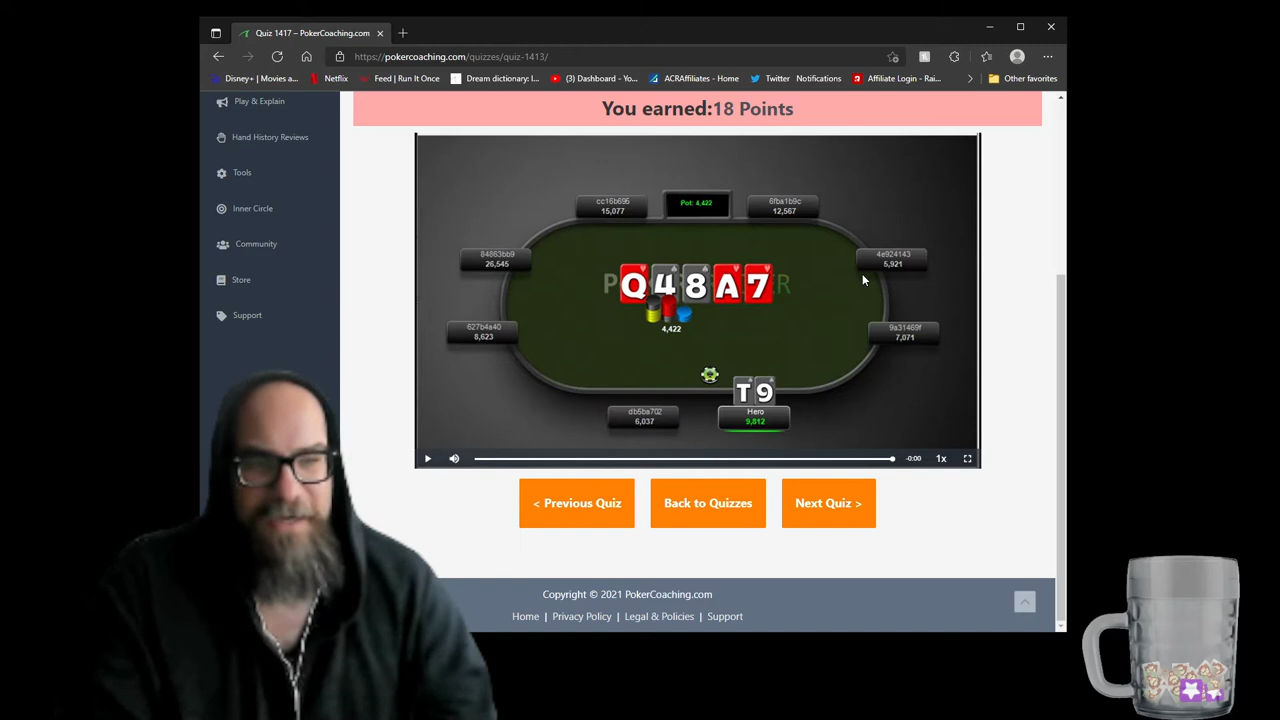 Quiz 1417 – PokerCoaching.com
https://pokercoaching.com/quizzes/quiz-1413/
Disney+ | Movies a...
Netflix
Feed | Run It Once
Dream dictionary: I...
(3) Dashboard - Yo...
ACRAffiliates - Home
Twitter
Notifications
Affiliate Login - Rai...
Other favorites
Play & Explain
Hand History Reviews
Tools
Inner Circle
Community
Store
Support
You earned:18 Points
cc16b696
15,077
Pot: 4,422
6fba1b9c
12,567
84863bb9
26,545
4e924143
5,921
Q 4 8 A 7
4,422
627b4a40
8,623
9a31469f
7,071
T 9
db5ba702
6,037
Hero
9,812
-0:00
1x
< Previous Quiz
Back to Quizzes
Next Quiz >
Copyright © 2021 PokerCoaching.com
Home | Privacy Policy | Legal & Policies | Support